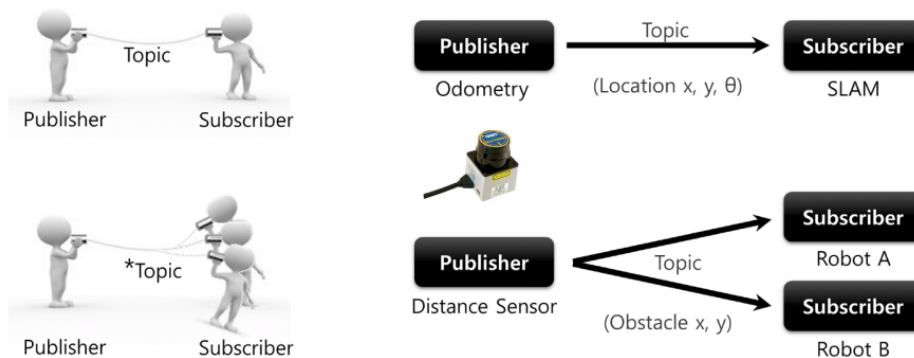 Topic
Publisher
Subscriber
Publisher
Topic
Subscriber
Odometry
(Location x, y, θ)
SLAM
*Topic
Publisher
Subscriber
Publisher
Distance Sensor
Topic
(Obstacle x, y)
Subscriber
Robot A
Subscriber
Robot B